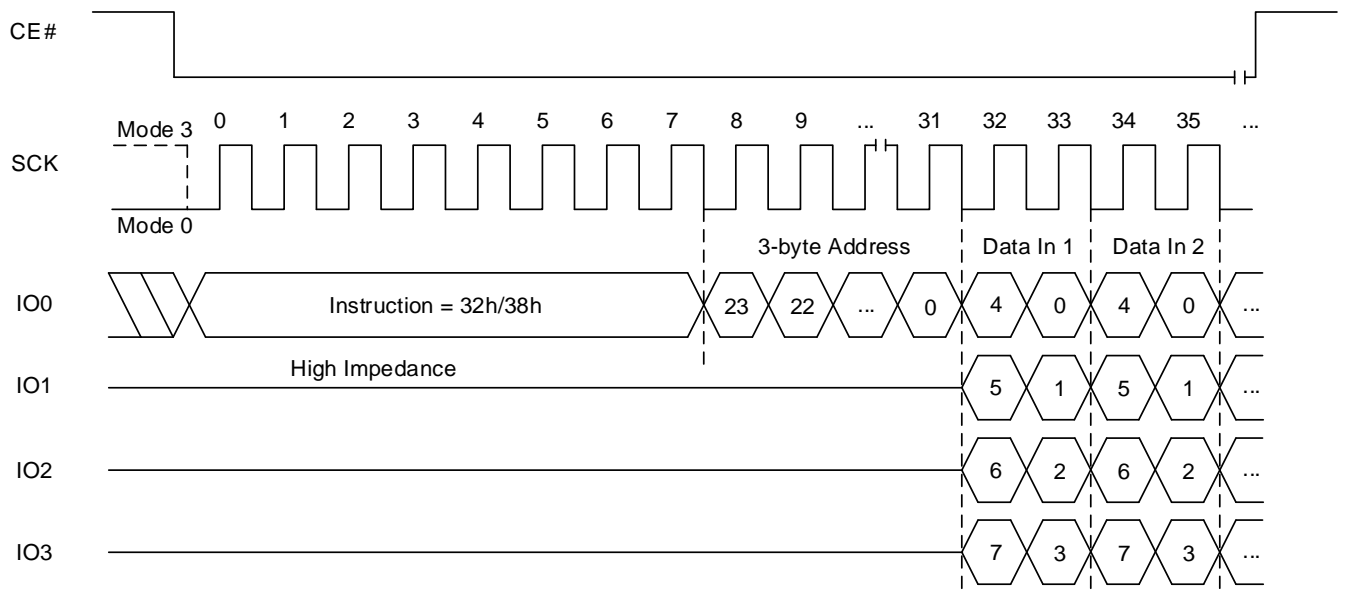 CE#
Mode 3 0 1 2 3 4 5 6 7 8 9 ... 31 32 33 34 35 ...
SCK
Mode 0
3-byte Address Data In 1 Data In 2
IO0 Instruction = 32h/38h 23 22 ... 0 4 0 4 0 ...
High Impedance
IO1 5 1 5 1 ...
IO2 6 2 6 2 ...
IO3 7 3 7 3 ...